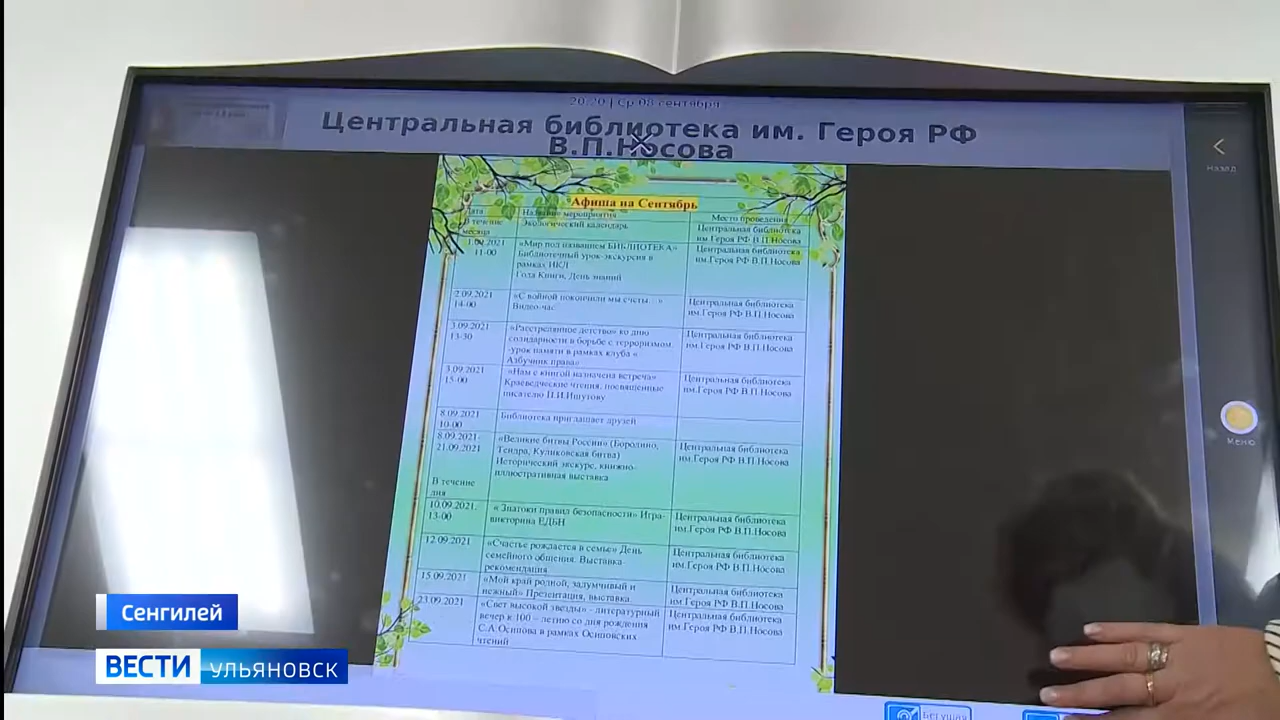 20:20 | Ср 08 сентября
Центральная библиотека им. Героя РФ
В.П.Носова
назад
Меню
Афиша на Сентябрь
Дата Название мероприятия Место проведения
В течение месяца Экологический календарь Центральная библиотека им.Героя РФ В.П.Носова
1.09.2021 «Мир под названием БИБЛИОТЕКА» Центральная библиотека
11-00 Библиотечный урок-экскурсия в им.Героя РФ В.П.Носова
рамках ИКД
Года Книги, День знаний
2.09.2021 «С войной покончили мы счеты…» Центральная библиотека
14-00 Видео-час им.Героя РФ В.П.Носова
3.09.2021 «Расстрелянное детство» ко дню Центральная библиотека
13-30 солидарности в борьбе с терроризмом им.Героя РФ В.П.Носова
-урок памяти в рамках клуба «
Азбучник права»
3.09.2021 «Нам с книгой назначена встреча» Центральная библиотека
15-00 Краеведческие чтения, посвященные им.Героя РФ В.П.Носова
писателю
8.09.2021 Библиотека приглашает друзей
10-00
8.09.2021- «Великие битвы России» (Бородино, Центральная библиотека
21.09.2021 Тендра, Куликовская битва) им.Героя РФ В.П.Носова
Исторический экскурс, книжно-
иллюстративная выставка
В течение
дня
10.09.2021. « Знатоки правил безопасности» Игра- Центральная библиотека
13-00 викторина ЕДБН им.Героя РФ В.П.Носова
12.09.2021 «Счастье рождается в семье» День Центральная библиотека
семейного общения. Выставка- им.Героя РФ В.П.Носова
рекомендация
15.09.2021 «Мой край родной, задумчивый и Центральная библиотека
нежный» Презентация, выставка. им Героя РФ В.П.Носова
23.09.2021 «Свет высокой звезды» - литературный Центральная библиотека
вечер к 100 – летию со дня рождения им.Героя РФ В.П.Носова
С.А.Осипова в рамках Осиповских
чтений
Сенгилей
ВЕСТИ УЛЬЯНОВСК
Бегущая